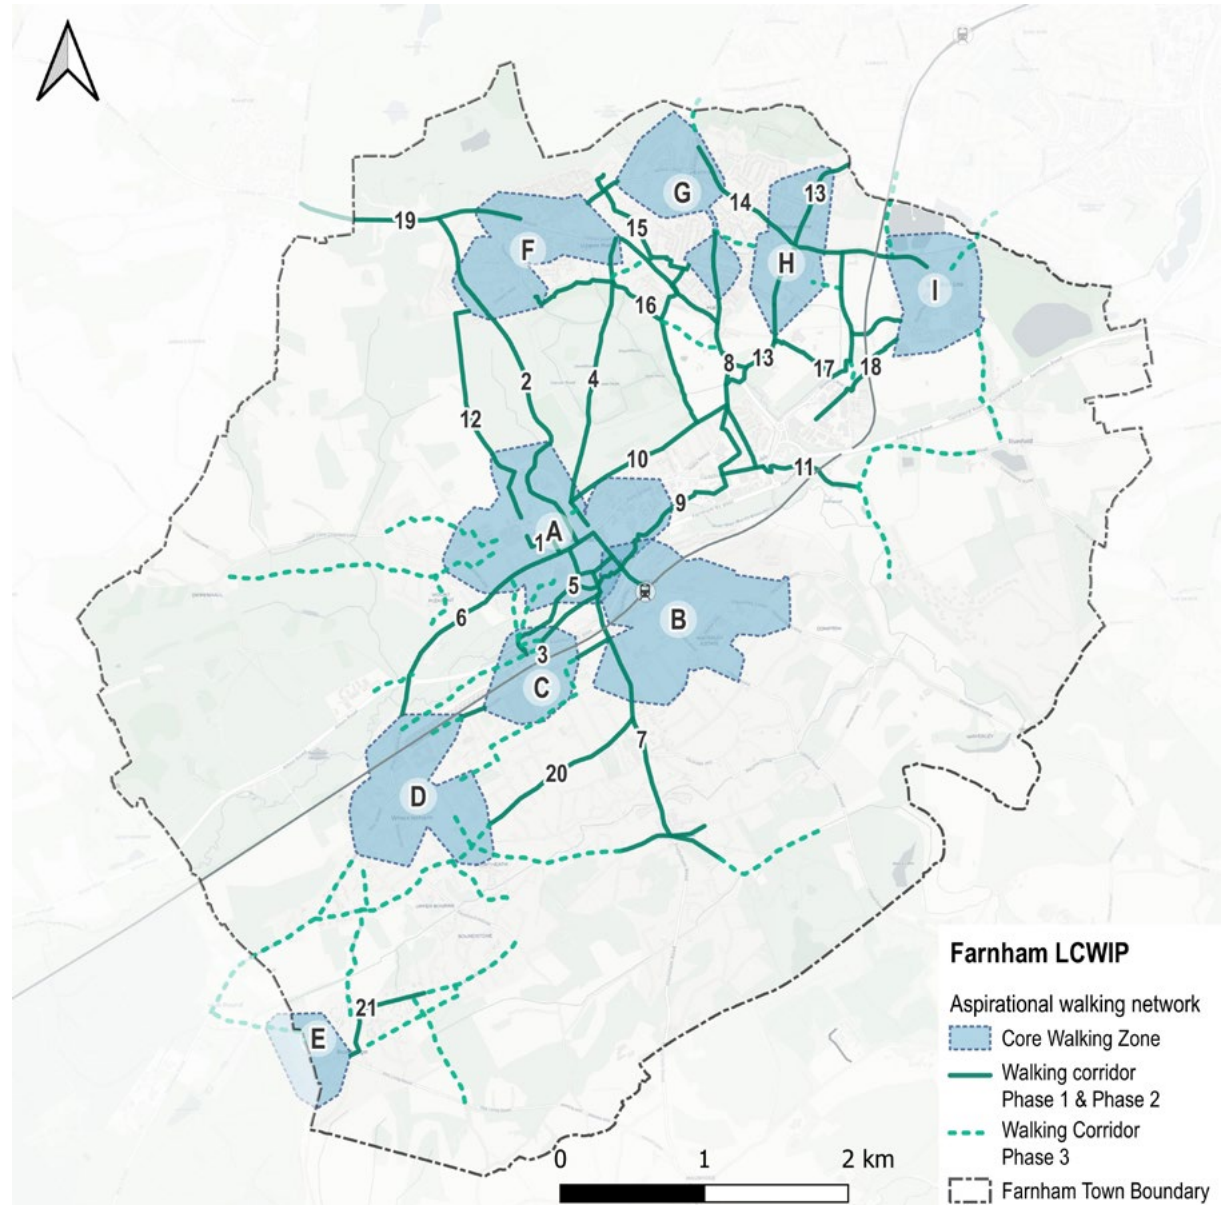 G
13
14
19
15
F
H
I
16
2
4
8
13
17
18
12
10
11
9
1
A
5
6
B
3
C
7
20
D
21
E
Farnham LCWIP
Aspirational walking network
Core Walking Zone
Walking corridor
Phase 1 & Phase 2
Walking Corridor
Phase 3
Farnham Town Boundary
0 1 2 km